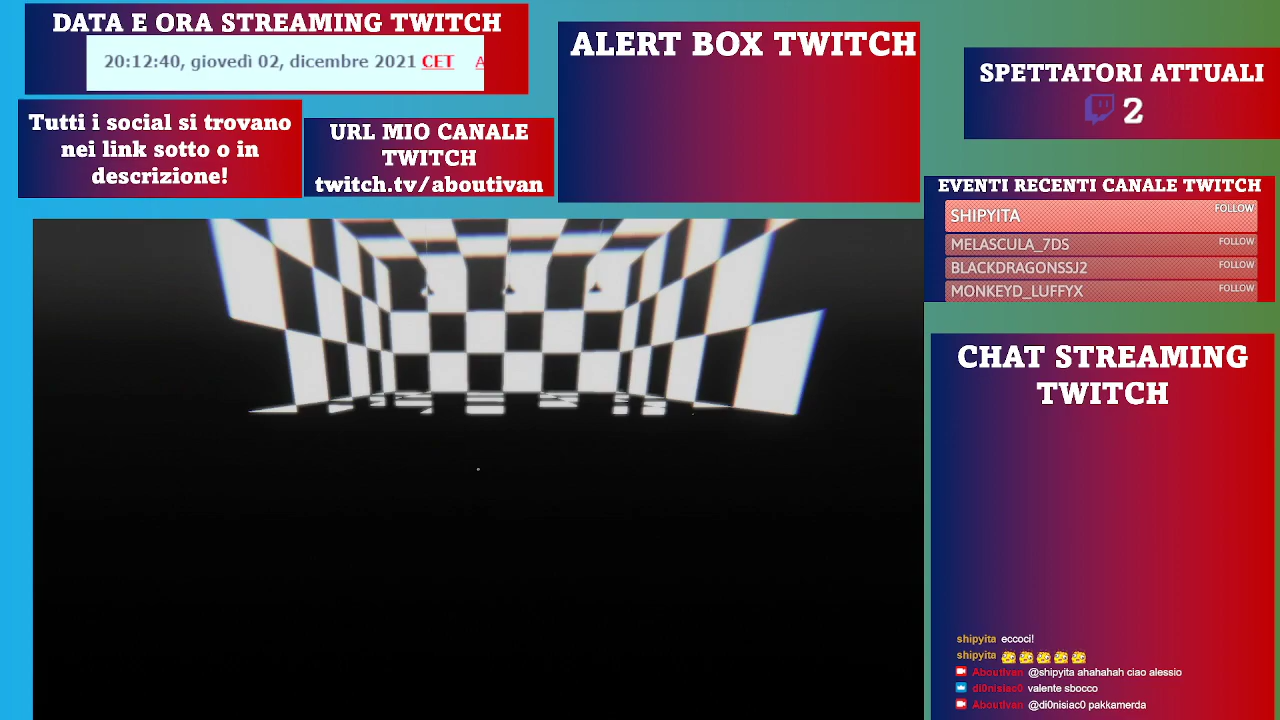 DATA E ORA STREAMING TWITCH
20:12:40, giovedì 02, dicembre 2021 CET A
Tutti i social si trovano
nei link sotto o in
descrizione!
URL MIO CANALE
TWITCH
twitch.tv/aboutivan
ALERT BOX TWITCH
SPETTATORI ATTUALI
2
EVENTI RECENTI CANALE TWITCH
SHIPYITA FOLLOW
MELASCULA_7DS FOLLOW
BLACKDRAGONSSJ2 FOLLOW
MONKEYD_LUFFYX FOLLOW
CHAT STREAMING
TWITCH
shipyita eccoci!
shipyita
AboutIvan @shipyita ahahahah ciao alessio
di0nisiac0 valente sbocco
AboutIvan @di0nisiac0 pakkamerda